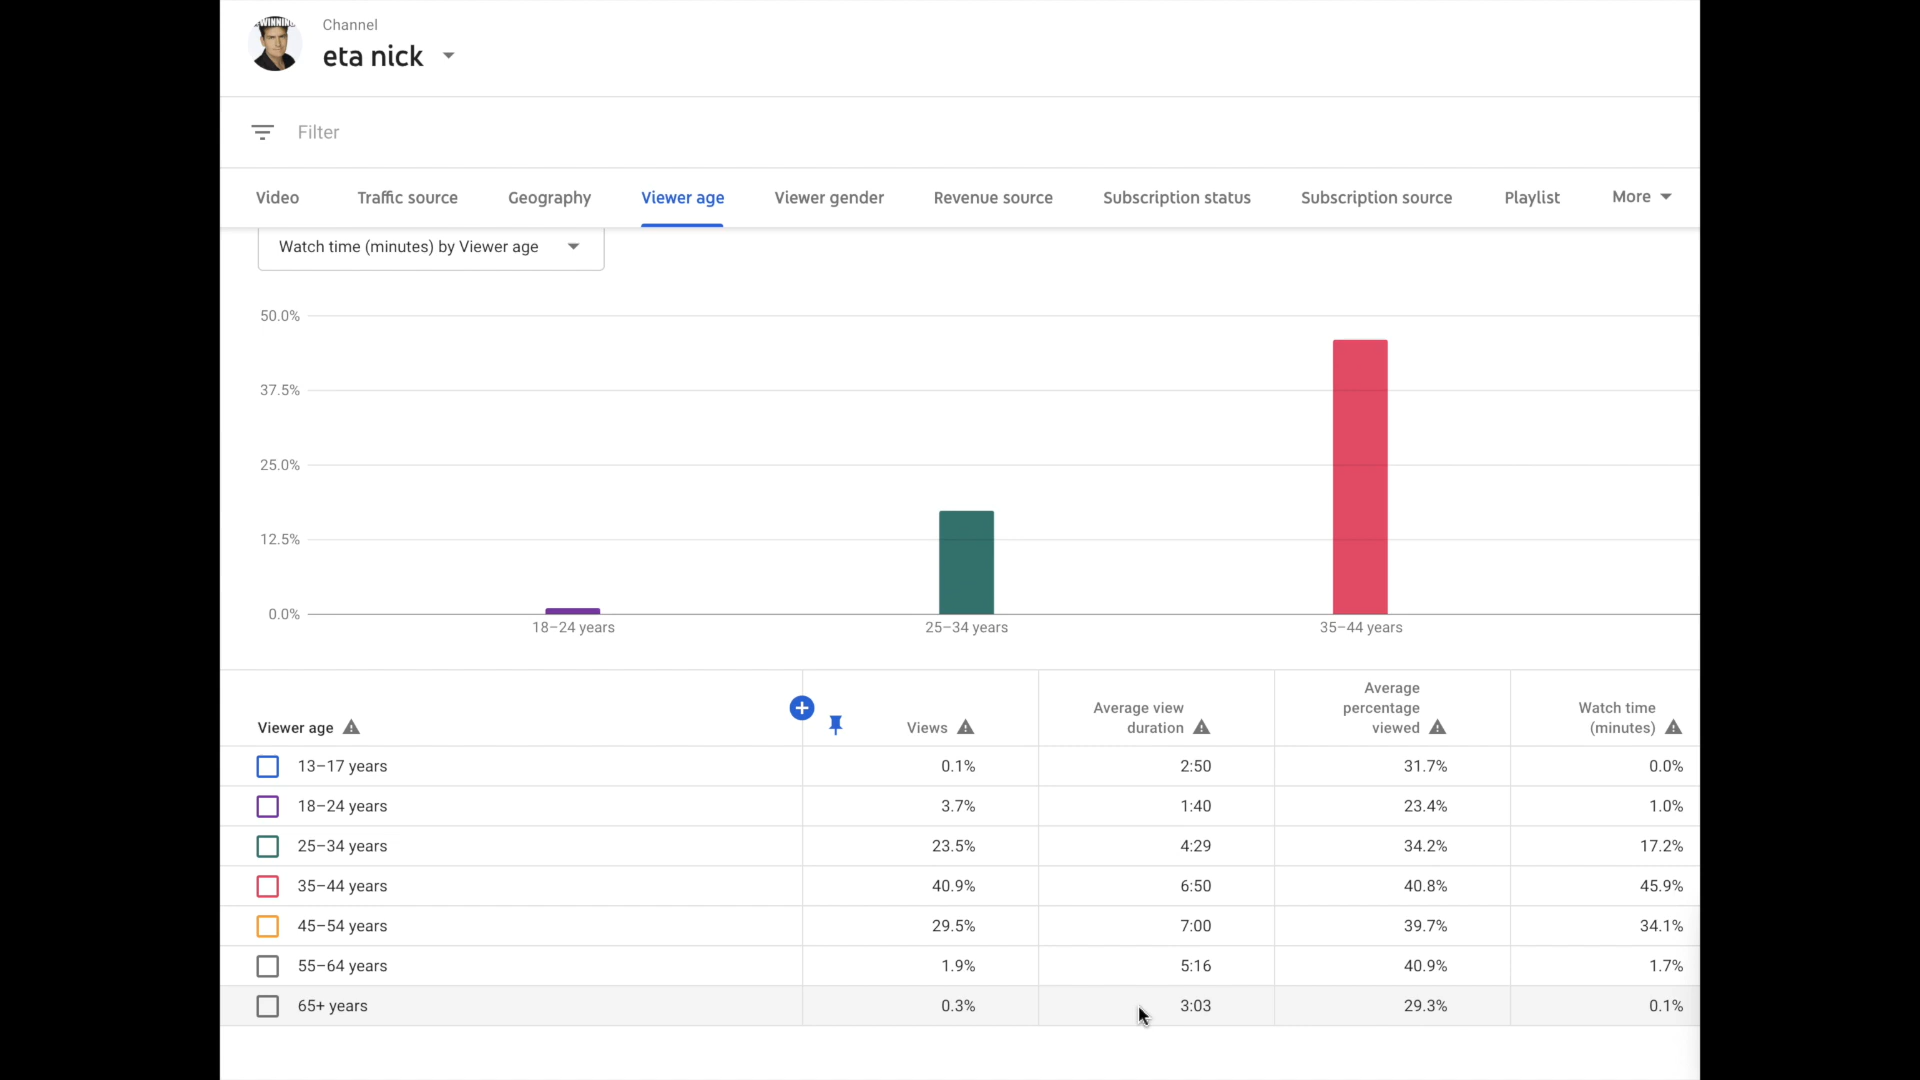 WINNING
Channel
eta nick
Filter
Video Traffic source Geography Viewer age Viewer gender Revenue source Subscription status Subscription source Playlist More
Watch time (minutes) by Viewer age
50.0%
37.5%
25.0%
12.5%
0.0%
18–24 years 25–34 years 35–44 years
Viewer age Views Average view duration Average percentage viewed Watch time (minutes)
13–17 years 0.1% 2:50 31.7% 0.0%
18–24 years 3.7% 1:40 23.4% 1.0%
25–34 years 23.5% 4:29 34.2% 17.2%
35–44 years 40.9% 6:50 40.8% 45.9%
45–54 years 29.5% 7:00 39.7% 34.1%
55–64 years 1.9% 5:16 40.9% 1.7%
65+ years 0.3% 3:03 29.3% 0.1%